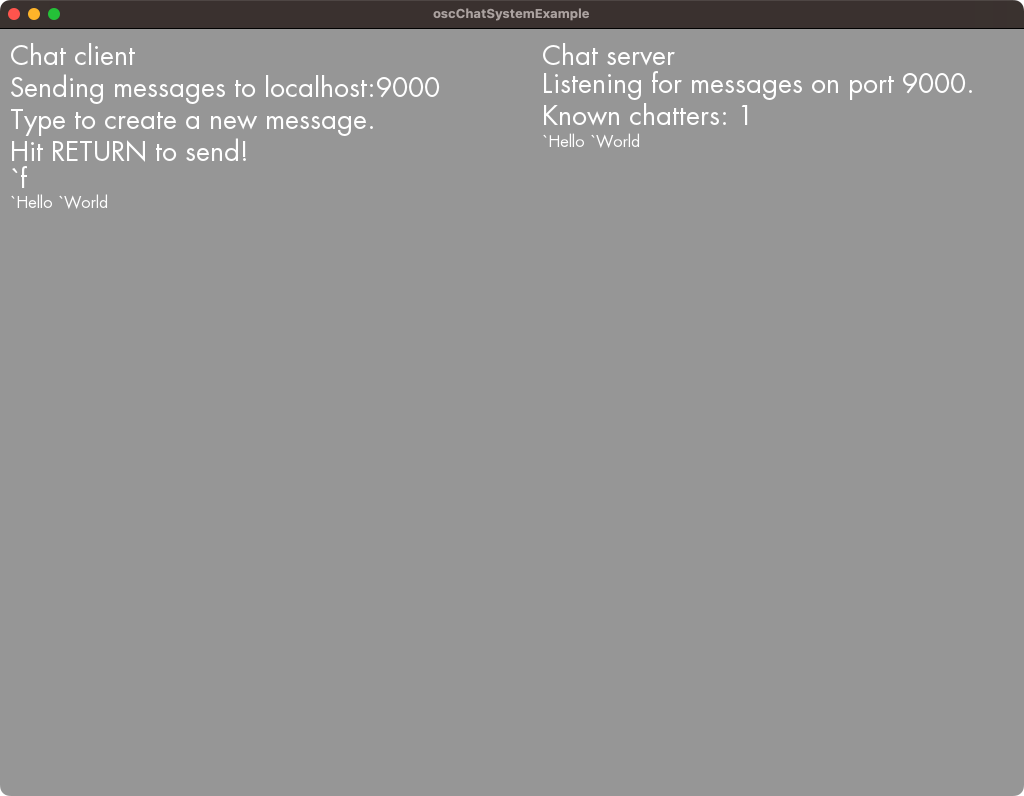 oscChatSystemExample
Chat client
Sending messages to localhost:9000
Type to create a new message.
Hit RETURN to send!
`f
`Hello `World
Chat server
Listening for messages on port 9000.
Known chatters: 1
`Hello `World